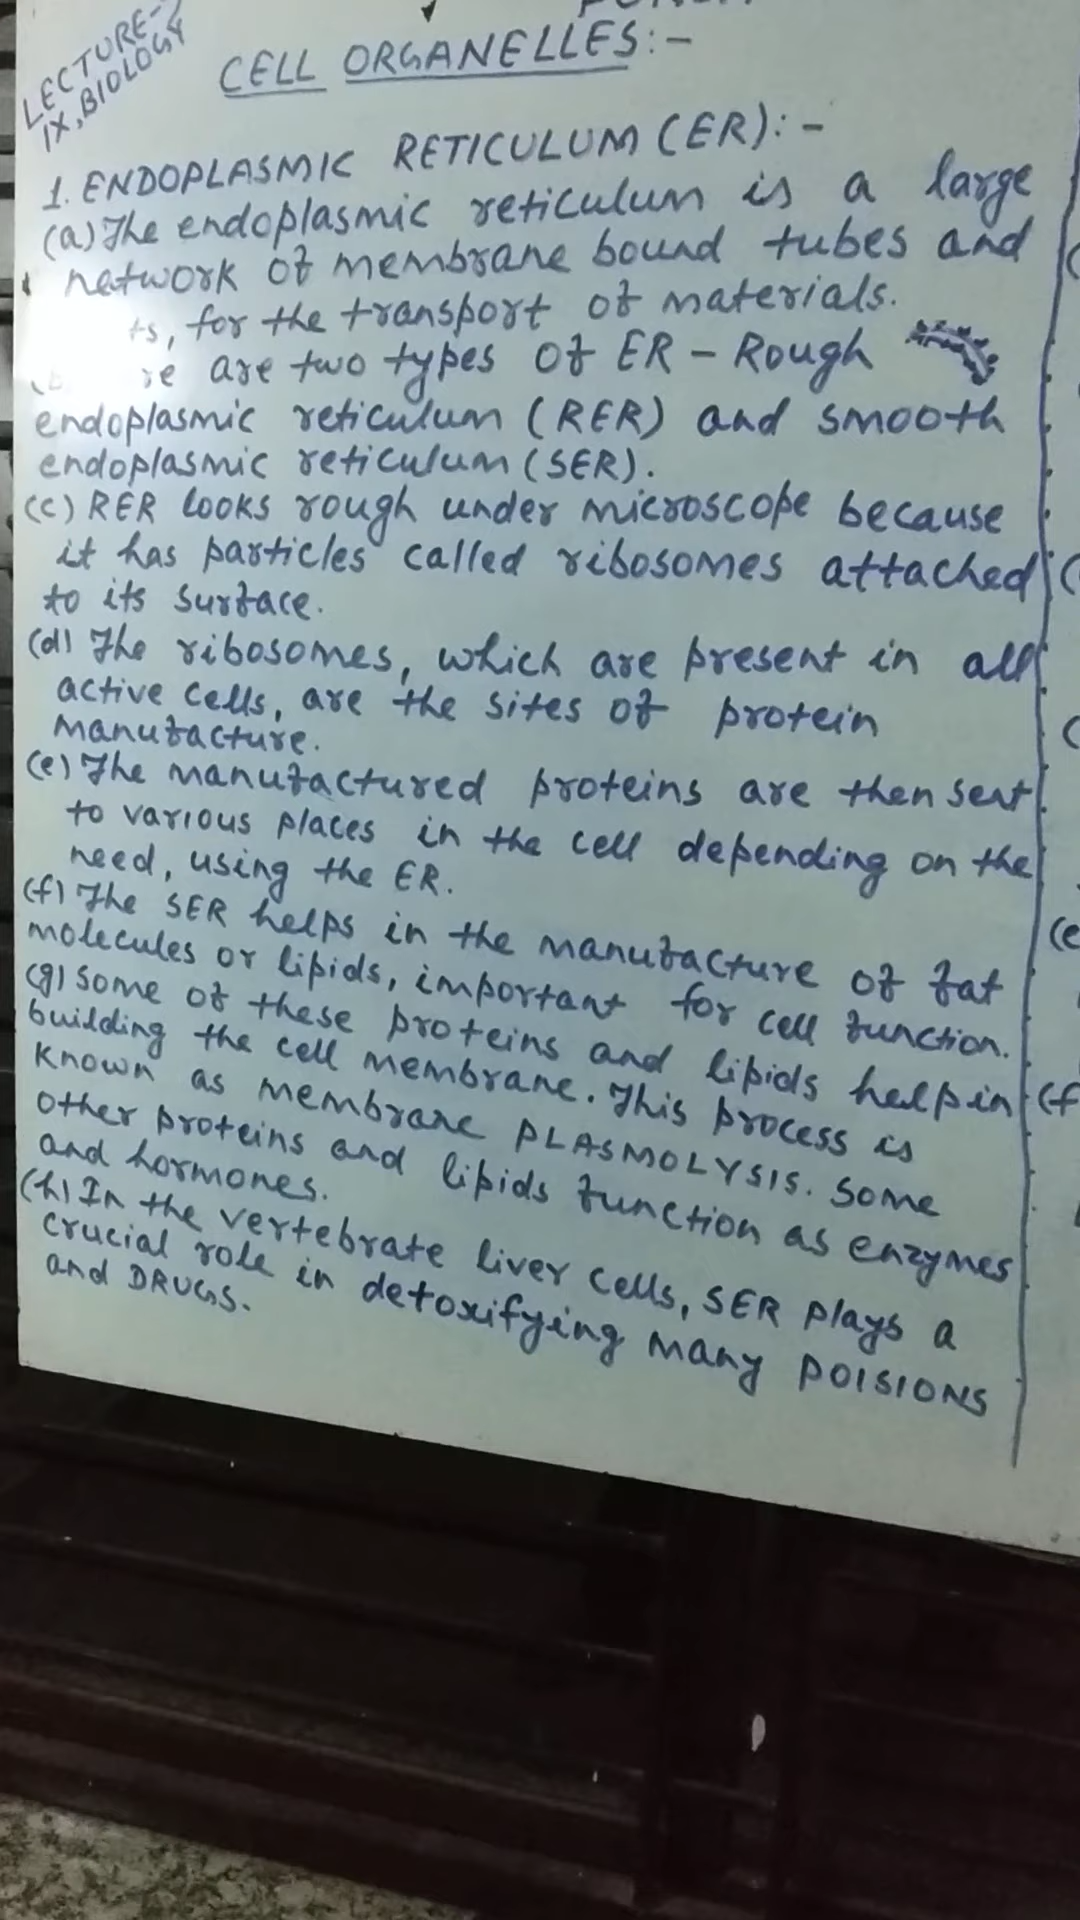 LECTURE-
IX, BIOLOGY
CELL ORGANELLES:-
1. ENDOPLASMIC RETICULUM (ER):-
(a) The endoplasmic reticulum is a large
network of membrane bound tubes and
ts, for the transport of materials.
re are two types of ER - Rough
endoplasmic reticulum (RER) and smooth
endoplasmic reticulum (SER).
(c) RER looks rough under microscope because
it has particles called ribosomes attached
to its surface.
(d) The ribosomes, which are present in all
active cells, are the sites of protein
manufacture.
(e) The manufactured proteins are then sent
to various places in the cell depending on the
need, using the ER.
(f) The SER helps in the manufacture of fat
molecules or lipids, important for cell function.
(g) Some of these proteins and lipids help in
building the cell membrane. This process is
known as membrane PLASMOLYSIS. Some
other proteins and lipids function as enzymes
and hormones.
(h) In the vertebrate liver cells, SER plays a
crucial role in detoxifying many POISIONS
and DRUGS.
(e
(f